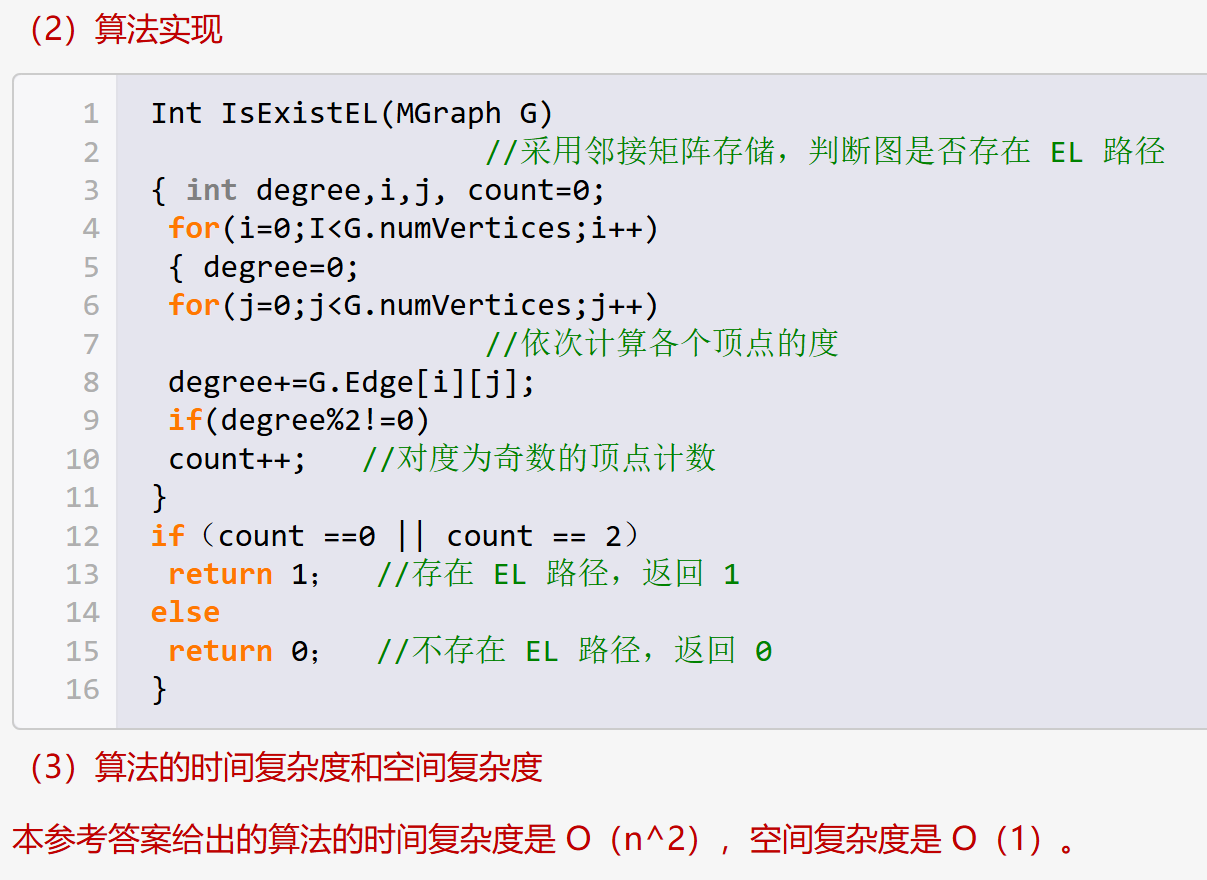 （2）算法实现
1 Int IsExistEL(MGraph G)
2 //采用邻接矩阵存储，判断图是否存在 EL 路径
3 { int degree,i,j, count=0;
4 for(i=0;I<G.numVertices;i++)
5 { degree=0;
6 for(j=0;j<G.numVertices;j++)
7 //依次计算各个顶点的度
8 degree+=G.Edge[i][j];
9 if(degree%2!=0)
10 count++; //对度为奇数的顶点计数
11 }
12 if（count ==0 || count == 2）
13 return 1； //存在 EL 路径，返回 1
14 else
15 return 0； //不存在 EL 路径，返回 0
16 }
（3）算法的时间复杂度和空间复杂度
本参考答案给出的算法的时间复杂度是 O（n^2），空间复杂度是 O（1）。